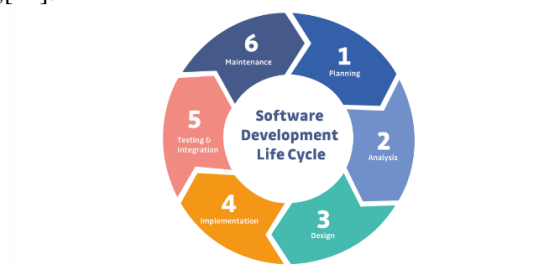 Software
Development
Life Cycle
1
Planning
2
Analysis
3
Design
4
Implementation
5
Testing &
Integration
6
Maintenance